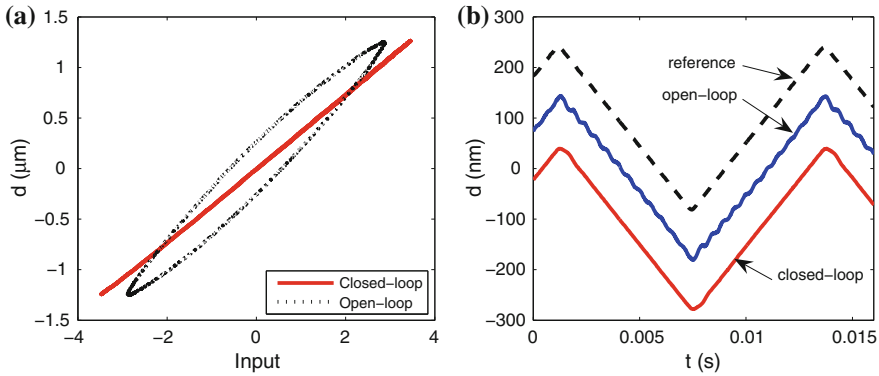 (a)
1.5
1
0.5
0
−0.5
−1
−1.5
d (μm)
−4
−2
0
2
4
Input
Closed−loop
Open−loop
(b)
300
200
100
0
−100
−200
−300
d (nm)
0
0.005
0.01
0.015
t (s)
reference
open−loop
closed−loop